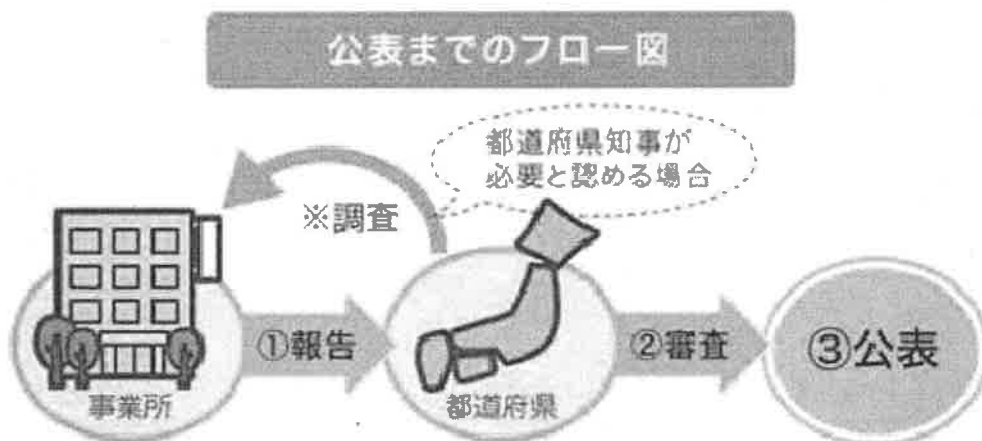 公表までのフロー図
都道府県知事が
必要と認める場合
※調査
①報告
②審査
③公表
事業所
都道府県